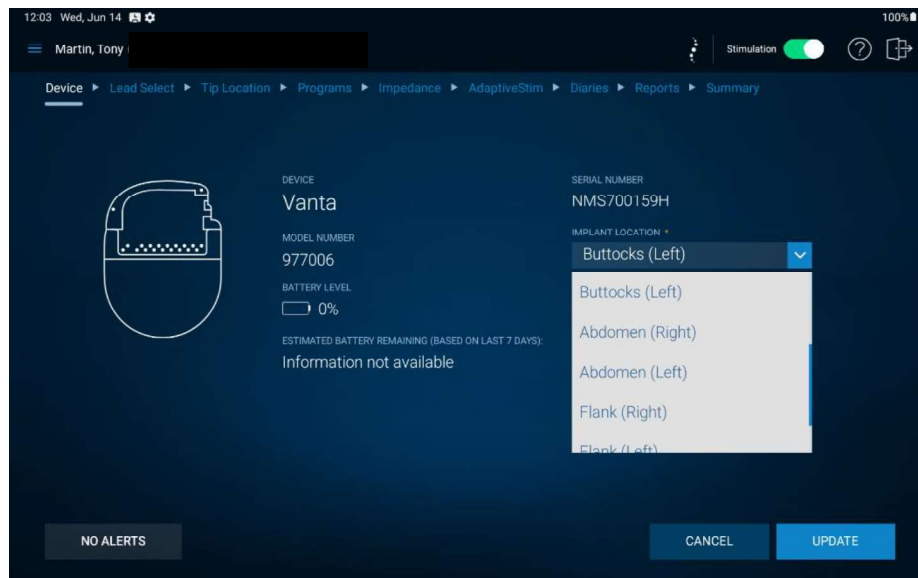 12:03 Wed, Jun 14
100%
Martin, Tony
Stimulation
?
Device ▶ Lead Select ▶ Tip Location ▶ Programs ▶ Impedance ▶ AdaptiveStim ▶ Diaries ▶ Reports ▶ Summary
DEVICE
Vanta
MODEL NUMBER
977006
BATTERY LEVEL
0%
ESTIMATED BATTERY REMAINING (BASED ON LAST 7 DAYS):
Information not available
SERIAL NUMBER
NMS700159H
IMPLANT LOCATION *
Buttocks (Left)
Buttocks (Left)
Abdomen (Right)
Abdomen (Left)
Flank (Right)
Flank (Left)
NO ALERTS
CANCEL
UPDATE